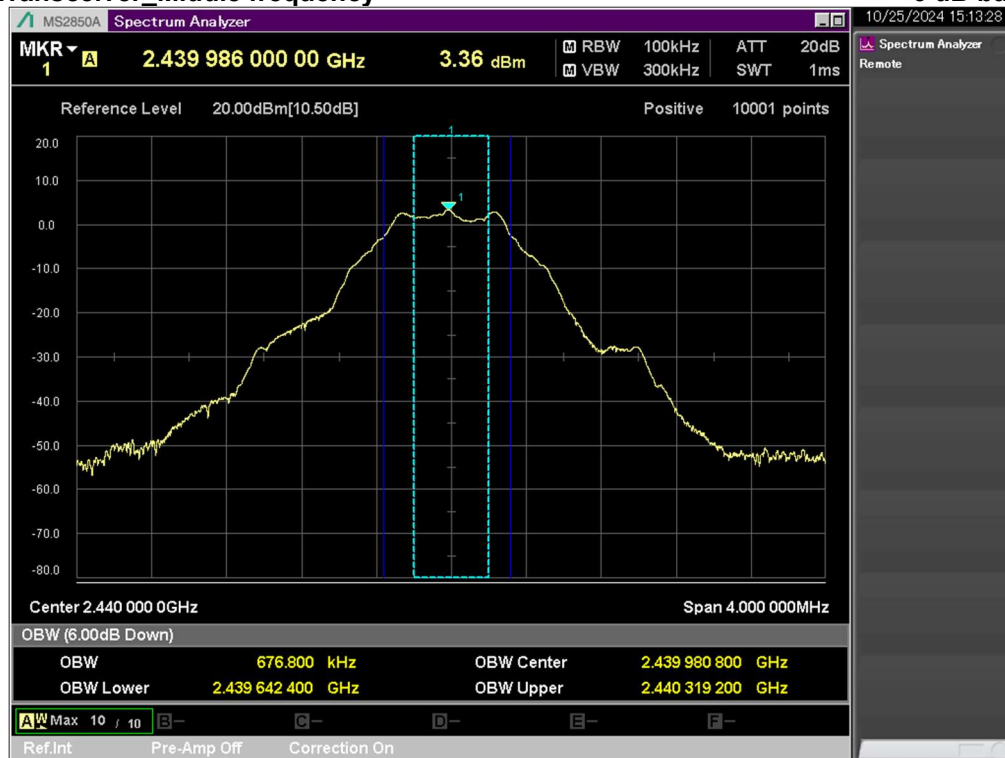 Transceiver_Middle frequency
10/25/2024 15:13:28
MS2850A Spectrum Analyzer
MKR 1 A 2.439 986 000 00 GHz 3.36 dBm
M RBW 100kHz ATT 20dB
M VBW 300kHz SWT 1ms
Spectrum Analyzer
Remote
Reference Level 20.00dBm[10.50dB] Positive 10001 points
1
20.0
10.0
1
0.0
-10.0
-20.0
-30.0
-40.0
-50.0
-60.0
-70.0
-80.0
Center 2.440 000 0GHz Span 4.000 000MHz
OBW (6.00dB Down)
OBW 676.800 kHz OBW Center 2.439 980 800 GHz
OBW Lower 2.439 642 400 GHz OBW Upper 2.440 319 200 GHz
A W Max 10 / 10 B – C – D – E – F –
Ref.Int Pre-Amp Off Correction On